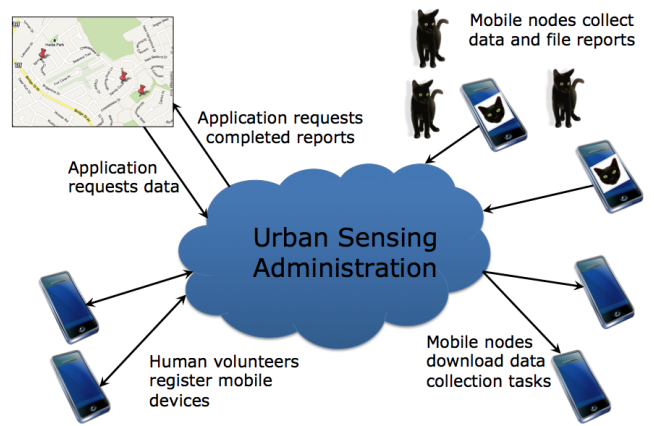 Mobile nodes collect
data and file reports
Application requests
completed reports
Application
requests data
Urban Sensing
Administration
Human volunteers
register mobile
devices
Mobile nodes
download data
collection tasks